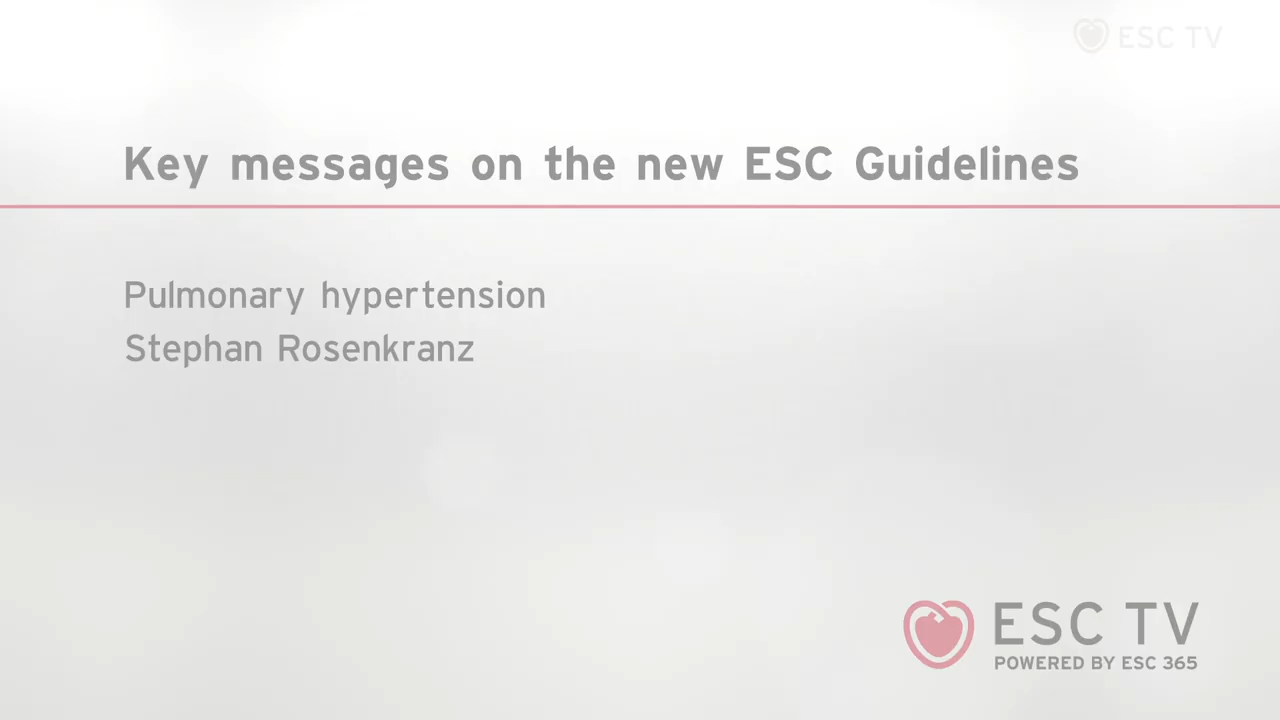 ESC TV
Key messages on the new ESC Guidelines
Pulmonary hypertension
Stephan Rosenkranz
ESC TV
POWERED BY ESC 365